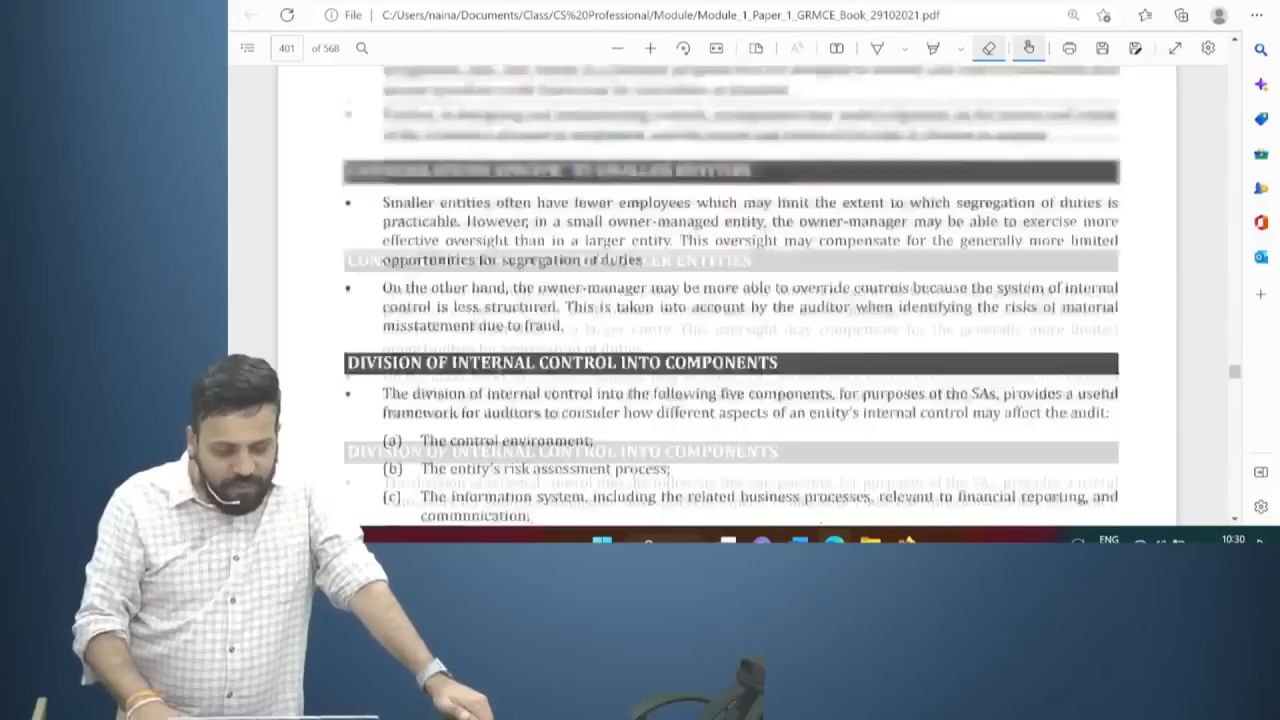 File C:/Users/naina/Documents/Class/CS%20Professional/Module/Module_1_Paper_1_GRMCE_Book_29102021.pdf
401 of 568
Smaller entities often have fewer employees which may limit the extent to which segregation of duties is
practicable. However, in a small owner-managed entity, the owner-manager may be able to exercise more
effective oversight than in a larger entity. This oversight may compensate for the generally more limited
opportunities for segregation of duties
On the other hand, the owner-manager may be more able to override controls because the system of internal
control is less structured. This is taken into account by the auditor when identifying the risks of material
misstatement due to fraud.
DIVISION OF INTERNAL CONTROL INTO COMPONENTS
The division of internal control into the following five components, for purposes of the SAs, provides a useful
framework for auditors to consider how different aspects of an entity's internal control may affect the audit:
(a) The control environment;
DIVISION OF INTERNAL CONTROL INTO COMPONENTS
(b) The entity's risk assessment process;
(c) The information system, including the related business processes, relevant to financial reporting, and
communication;
ENG
10:30